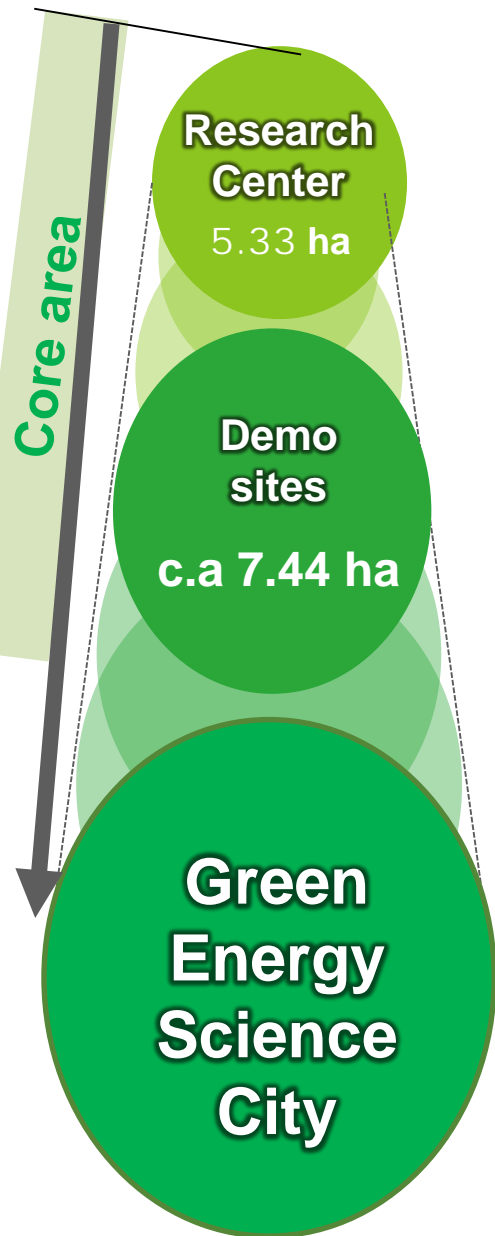 Research
Center
5.33 ha
Core area
Demo
sites
c.a 7.44 ha
Green
Energy
Science
City